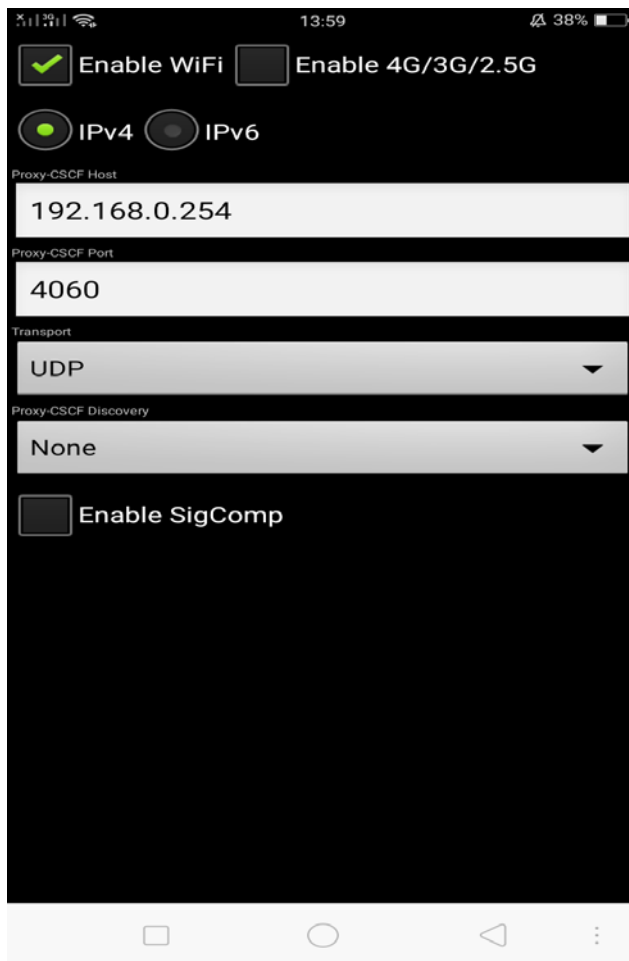 13:59 38%
Enable WiFi Enable 4G/3G/2.5G
IPv4 IPv6
Proxy-CSCF Host
192.168.0.254
Proxy-CSCF Port
4060
Transport
UDP
Proxy-CSCF Discovery
None
Enable SigComp